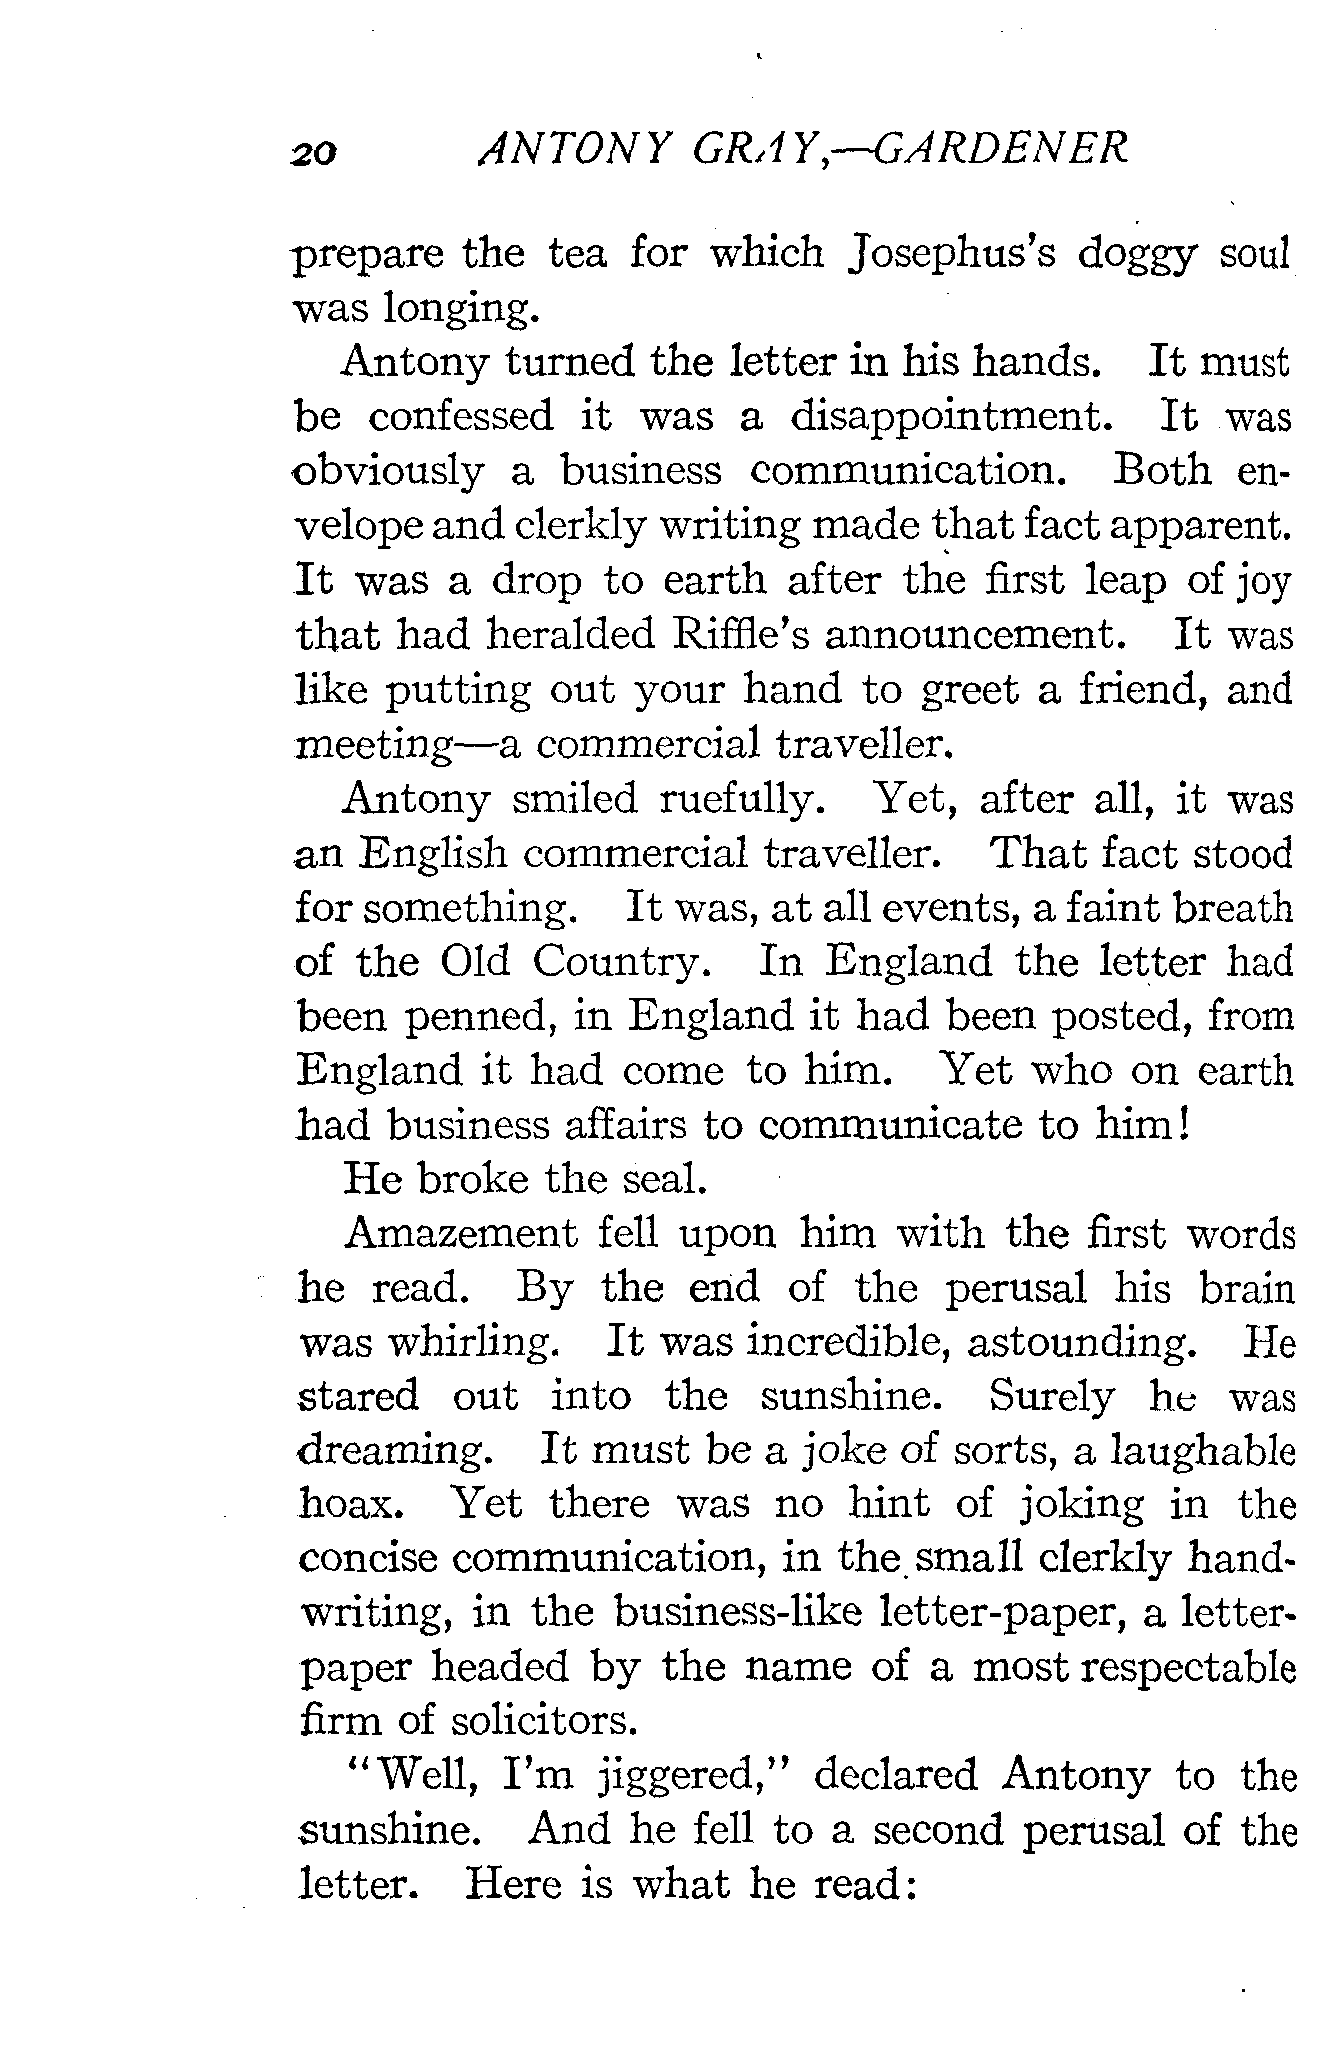 20 ANTONY GRAY,—GARDENER
prepare the tea for which Josephus's doggy soul
was longing.
Antony turned the letter in his hands. It must
be confessed it was a disappointment. It was
obviously a business communication. Both en-
velope and clerkly writing made that fact apparent.
It was a drop to earth after the first leap of joy
that had heralded Riffle's announcement. It was
like putting out your hand to greet a friend, and
meeting—a commercial traveller.
Antony smiled ruefully. Yet, after all, it was
an English commercial traveller. That fact stood
for something. It was, at all events, a faint breath
of the Old Country. In England the letter had
been penned, in England it had been posted, from
England it had come to him. Yet who on earth
had business affairs to communicate to him!
He broke the seal.
Amazement fell upon him with the first words
he read. By the end of the perusal his brain
was whirling. It was incredible, astounding. He
stared out into the sunshine. Surely he was
dreaming. It must be a joke of sorts, a laughable
hoax. Yet there was no hint of joking in the
concise communication, in the small clerkly hand-
writing, in the business-like letter-paper, a letter-
paper headed by the name of a most respectable
firm of solicitors.
"Well, I'm jiggered," declared Antony to the
sunshine. And he fell to a second perusal of the
letter. Here is what he read: